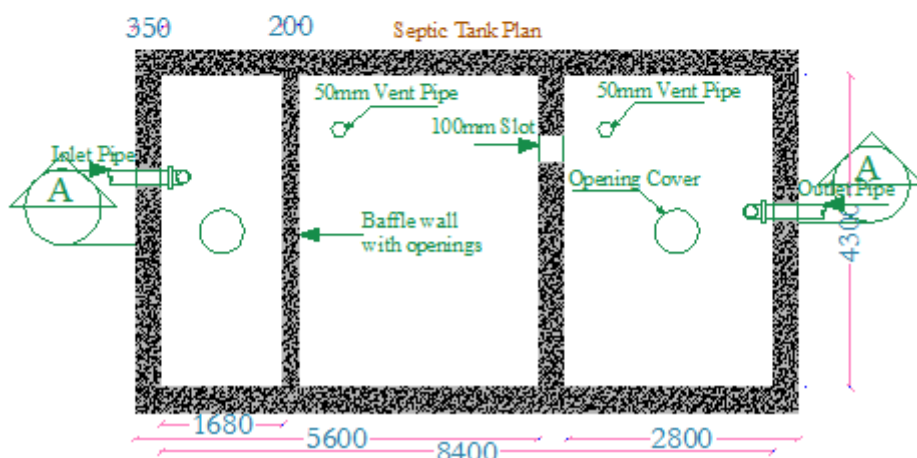 350
200
Septic Tank Plan
50mm Vent Pipe
50mm Vent Pipe
100mm Slot
Inlet Pipe
A
A
Opening Cover
Outlet Pipe
Baffle wall
with openings
4300
1680
5600
2800
8400